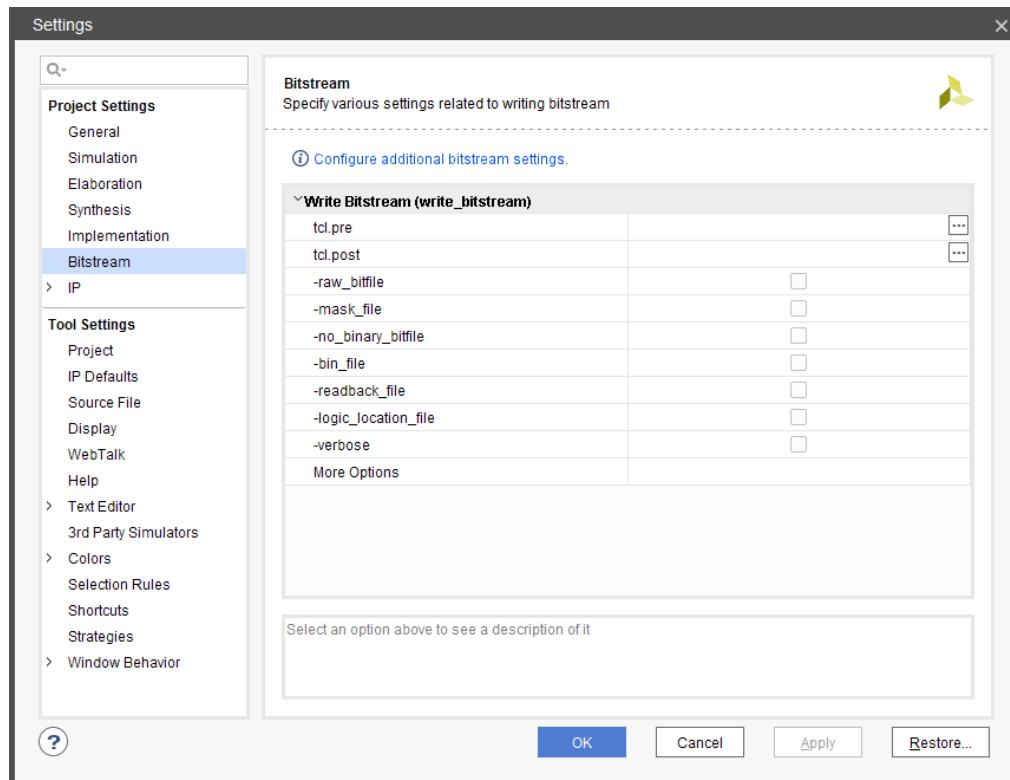 Settings
Project Settings
General
Simulation
Elaboration
Synthesis
Implementation
Bitstream
IP
Tool Settings
Project
IP Defaults
Source File
Display
WebTalk
Help
Text Editor
3rd Party Simulators
Colors
Selection Rules
Shortcuts
Strategies
Window Behavior
Bitstream
Specify various settings related to writing bitstream
Configure additional bitstream settings.
Write Bitstream (write_bitstream)
tcl.pre
...
tcl.post
...
-raw_bitfile
-mask_file
-no_binary_bitfile
-bin_file
-readback_file
-logic_location_file
-verbose
More Options
Select an option above to see a description of it
?
OK
Cancel
Apply
Restore...